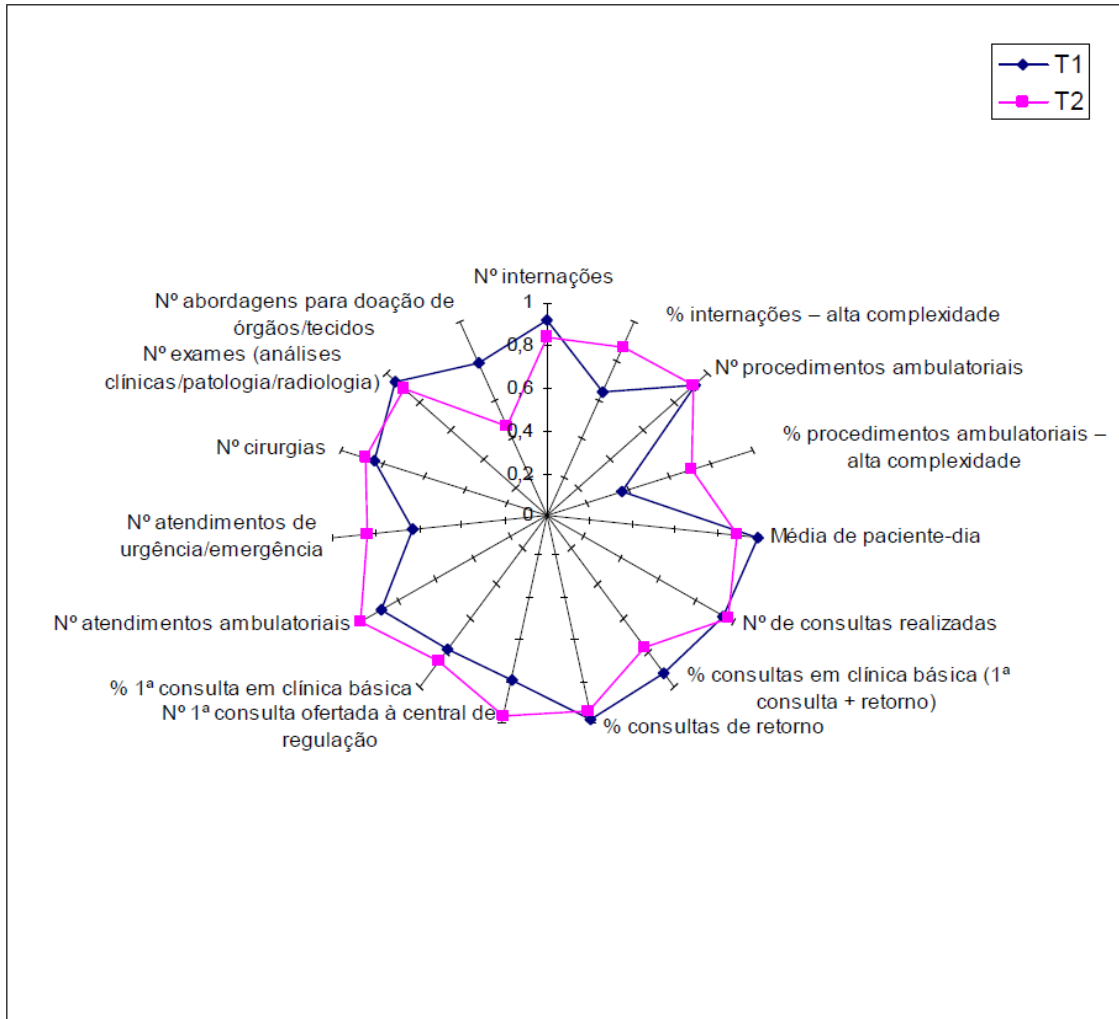 T1
T2
Nº internações
Nº abordagens para doação de
órgãos/tecidos
% internações – alta complexidade
Nº exames (análises
clínicas/patologia/radiologia)
Nº procedimentos ambulatoriais
Nº cirurgias
% procedimentos ambulatoriais –
alta complexidade
Nº atendimentos de
urgência/emergência
Média de paciente-dia
Nº atendimentos ambulatoriais
Nº de consultas realizadas
% 1ª consulta em clínica básica
% consultas em clínica básica (1ª
consulta + retorno)
Nº 1ª consulta ofertada à central de
regulação
% consultas de retorno
1
0,8
0,6
0,4
0,2
0